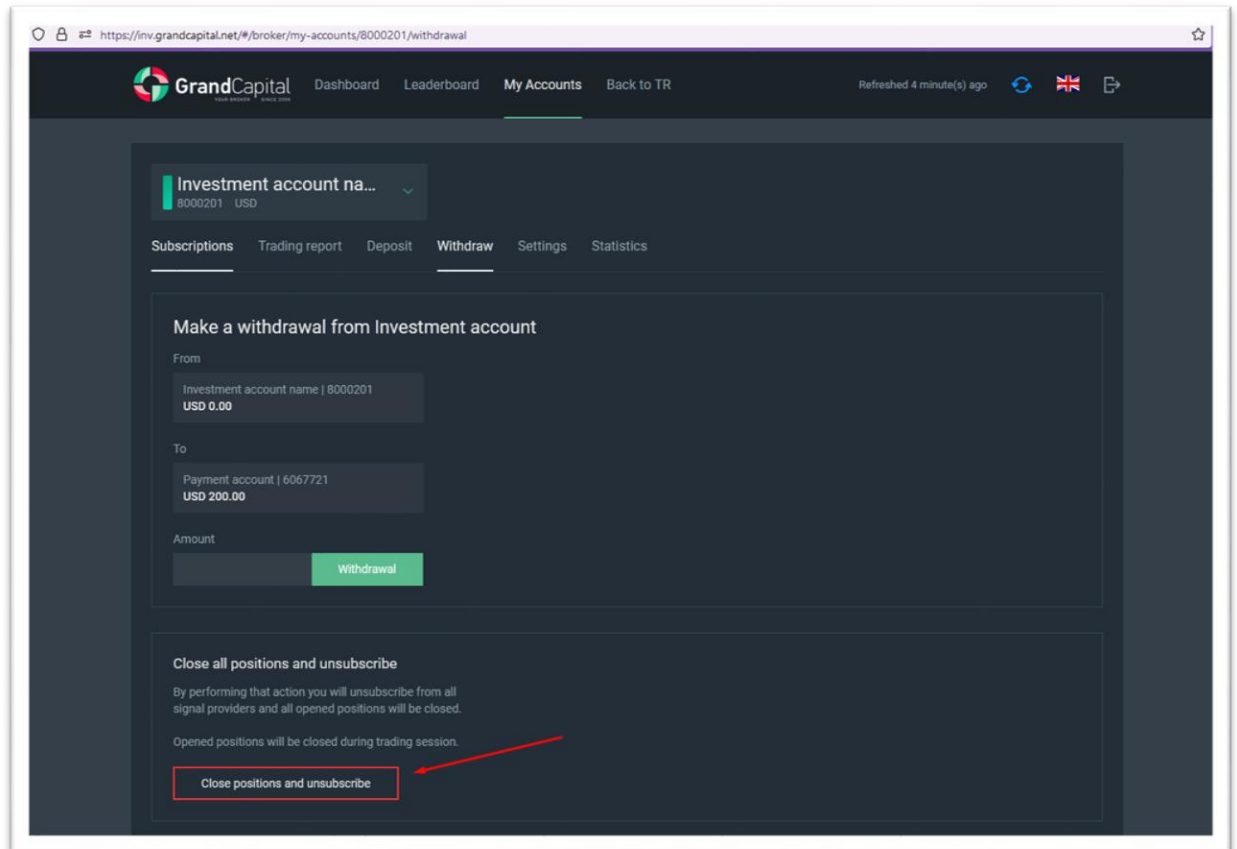 https://inv.grandcapital.net/#/broker/my-accounts/8000201/withdrawal
GrandCapital Dashboard Leaderboard My Accounts Back to TR Refreshed 4 minute(s) ago
YOUR BROKER SINCE 2006
Investment account na...
8000201 USD
Subscriptions Trading report Deposit Withdraw Settings Statistics
Make a withdrawal from Investment account
From
Investment account name | 8000201
USD 0.00
To
Payment account | 6067721
USD 200.00
Amount
Withdrawal
Close all positions and unsubscribe
By performing that action you will unsubscribe from all
signal providers and all opened positions will be closed.
Opened positions will be closed during trading session.
Close positions and unsubscribe